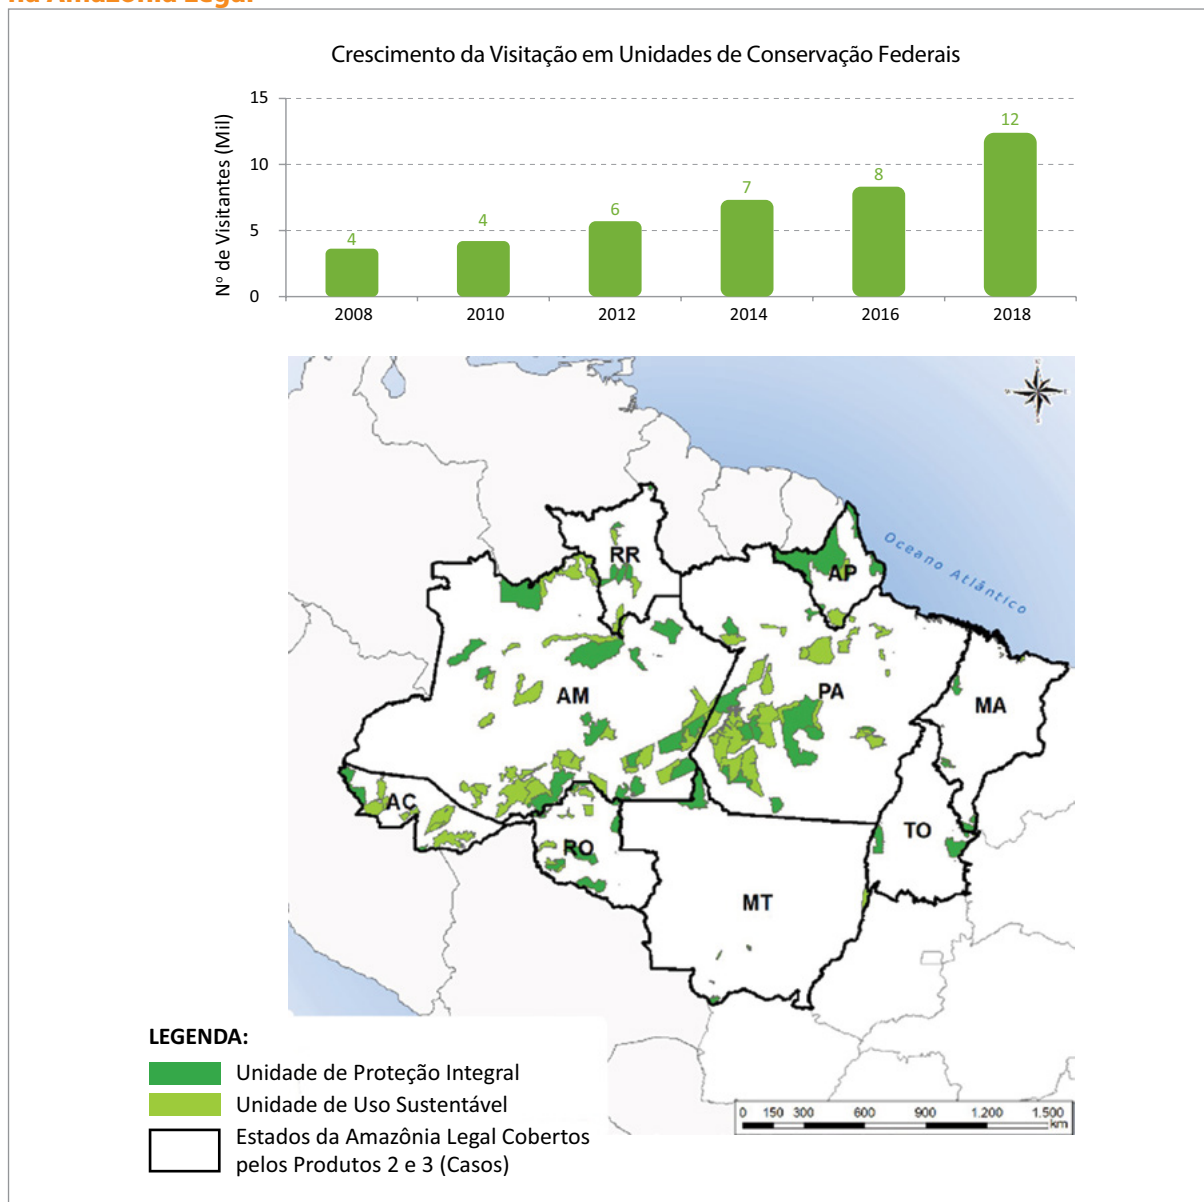 na Amazônia Legal
Crescimento da Visitação em Unidades de Conservação Federais
Nº de Visitantes (Mil)
15
10
5
0
4
4
6
7
8
12
2008
2010
2012
2014
2016
2018
Oceano Atlântico
RR
AP
AM
PA
MA
AC
TO
RO
MT
LEGENDA:
Unidade de Proteção Integral
Unidade de Uso Sustentável
Estados da Amazônia Legal Cobertos
pelos Produtos 2 e 3 (Casos)
0 150 300 600 900 1.200 1.500
km